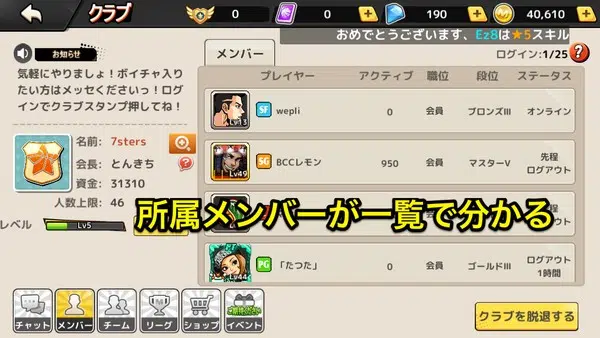 クラブ
0
0
190
40,610
おめでとうございます、Ez8は★5スキル
お知らせ
気軽にやりましょ！ボイチャ入り
たい方はメッセくださいっ！ログ
インでクラブスタンプ押してね！
名前： 7sters
会長： とんきち
資金： 31310
人数上限： 46
レベル
Lv5
メンバー
ログイン:1/25
プレイヤー アクティブ 職位 段位 ステータス
Lv13 SF wepli 0 会員 ブロンズIII オンライン
Lv49 SG BCCレモン 950 会員 マスターV 先程
ログアウト
所属メンバーが一覧で分かる
Lv44 PG 「たつた」 0 会員 ゴールドIII ログアウト
1時間
チャット
メンバー
チーム
リーグ
ショップ
イベント
クラブを脱退する